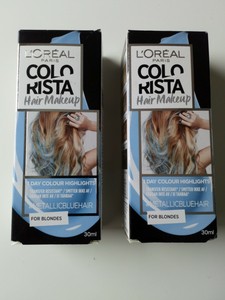 L'ORÉAL
PARIS
COLO
RISTA
Hair Makeup
1 DAY COLOUR HIGHLIGHTS
FOR BLONDES
30ml
L'ORÉAL
PARIS
COLO
RISTA
Hair Makeup
1 DAY COLOUR HIGHLIGHTS
#METALLICBLUEHAIR
FOR BLONDES
30ml